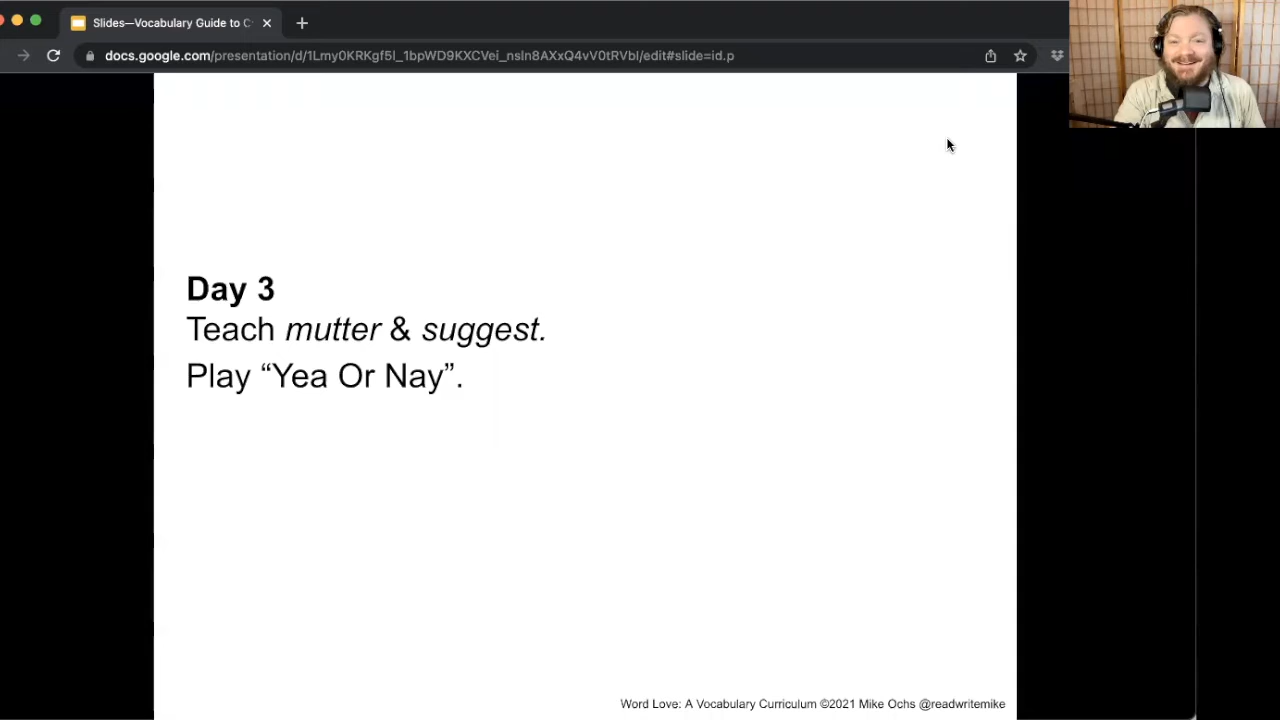 Slides—Vocabulary Guide to C
docs.google.com/presentation/d/1Lmy0KRKgf5I_1bpWD9KXCVei_nsIn8AXxQ4vV0tRVbI/edit#slide=id.p
Day 3
Teach mutter & suggest.
Play “Yea Or Nay”.
Word Love: A Vocabulary Curriculum ©2021 Mike Ochs @readwritemike